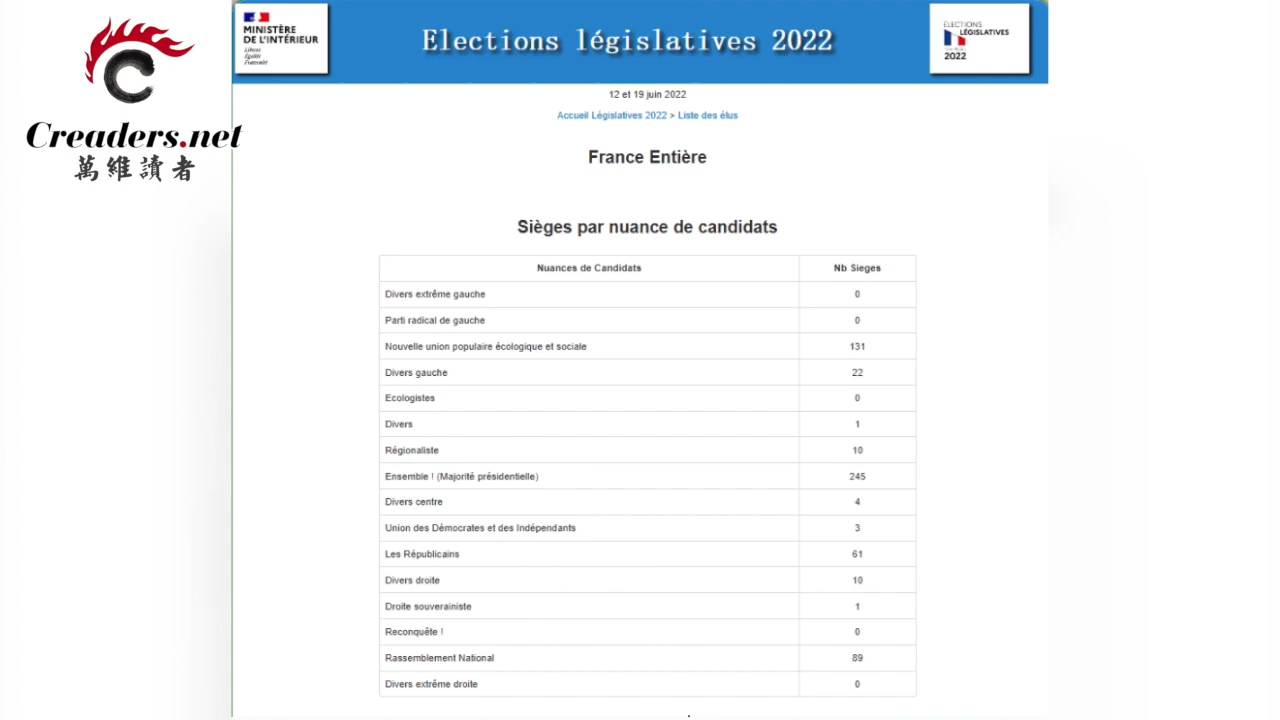 MINISTÈRE
DE L'INTÉRIEUR
Liberté
Égalité
Fraternité
Elections législatives 2022
ÉLECTIONS
LÉGISLATIVES
2022
Creaders.net
萬維讀者
12 et 19 juin 2022
Accueil Législatives 2022 > Liste des élus
France Entière
Sièges par nuance de candidats
Nuances de Candidats Nb Sieges
Divers extrême gauche 0
Parti radical de gauche 0
Nouvelle union populaire écologique et sociale 131
Divers gauche 22
Ecologistes 0
Divers 1
Régionaliste 10
Ensemble ! (Majorité présidentielle) 245
Divers centre 4
Union des Démocrates et des Indépendants 3
Les Républicains 61
Divers droite 10
Droite souverainiste 1
Reconquête ! 0
Rassemblement National 89
Divers extrême droite 0